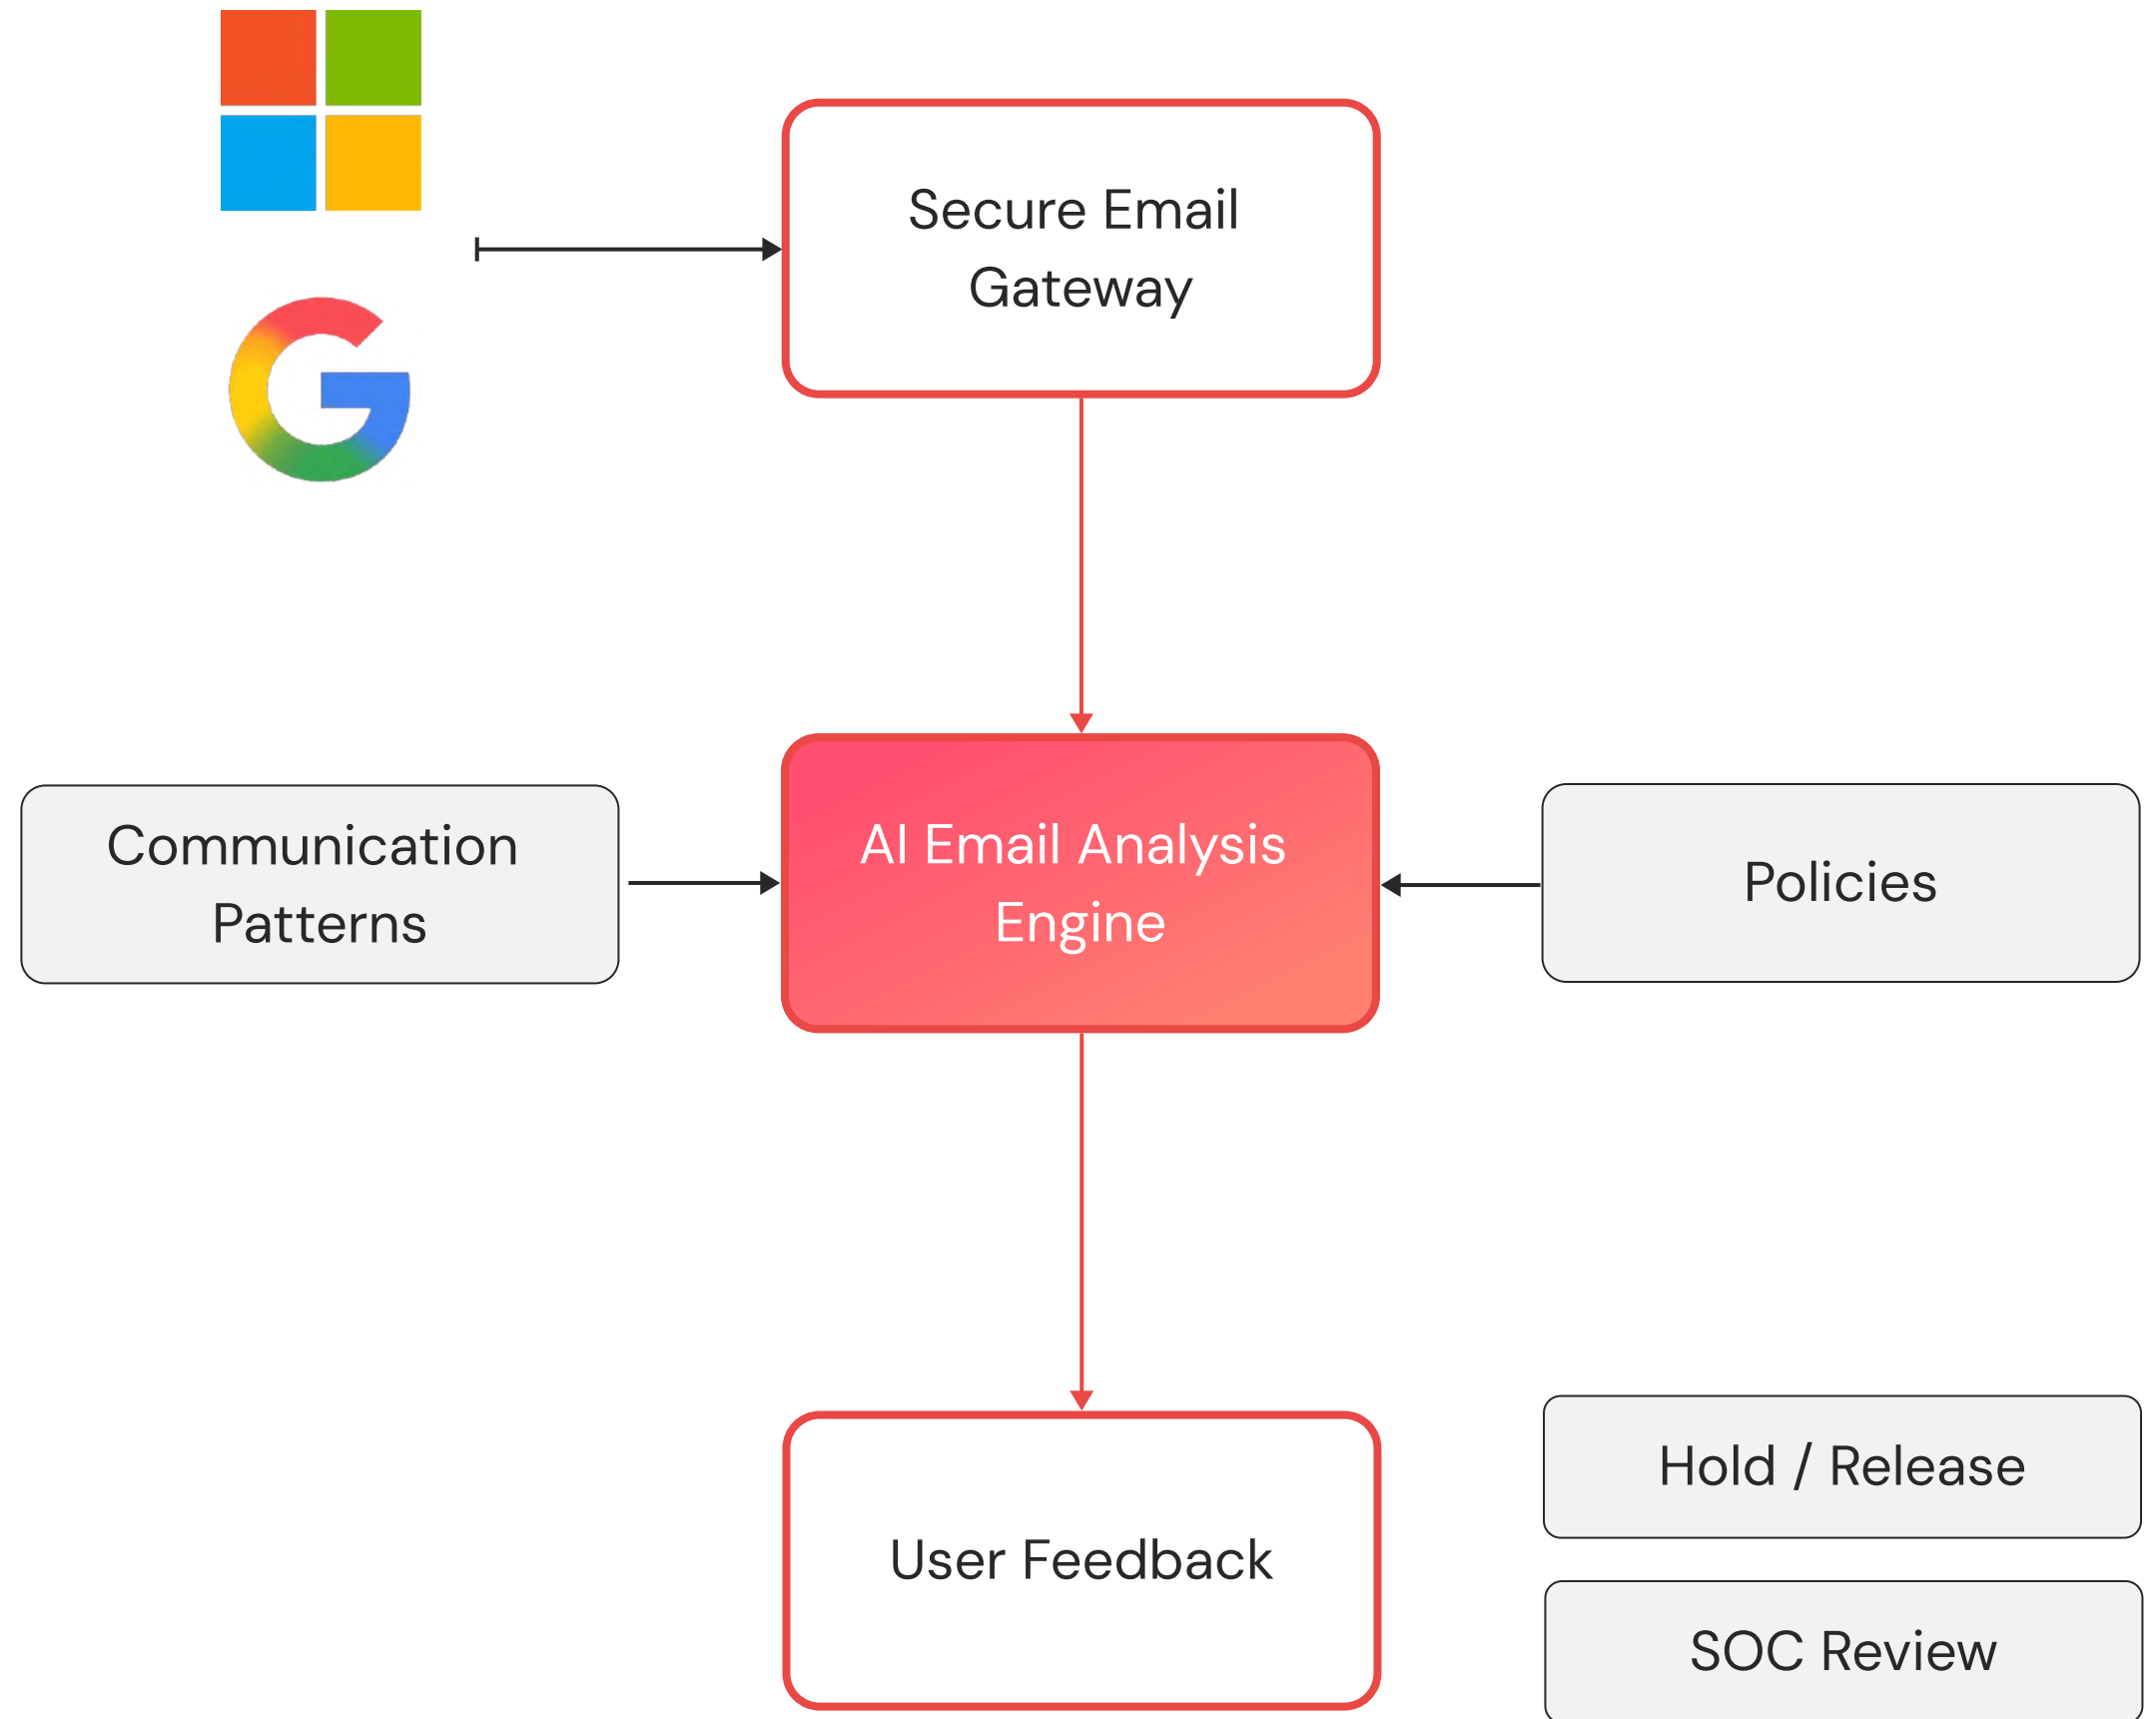 Secure Email
Gateway
Communication
Patterns
AI Email Analysis
Engine
Policies
User Feedback
Hold / Release
SOC Review